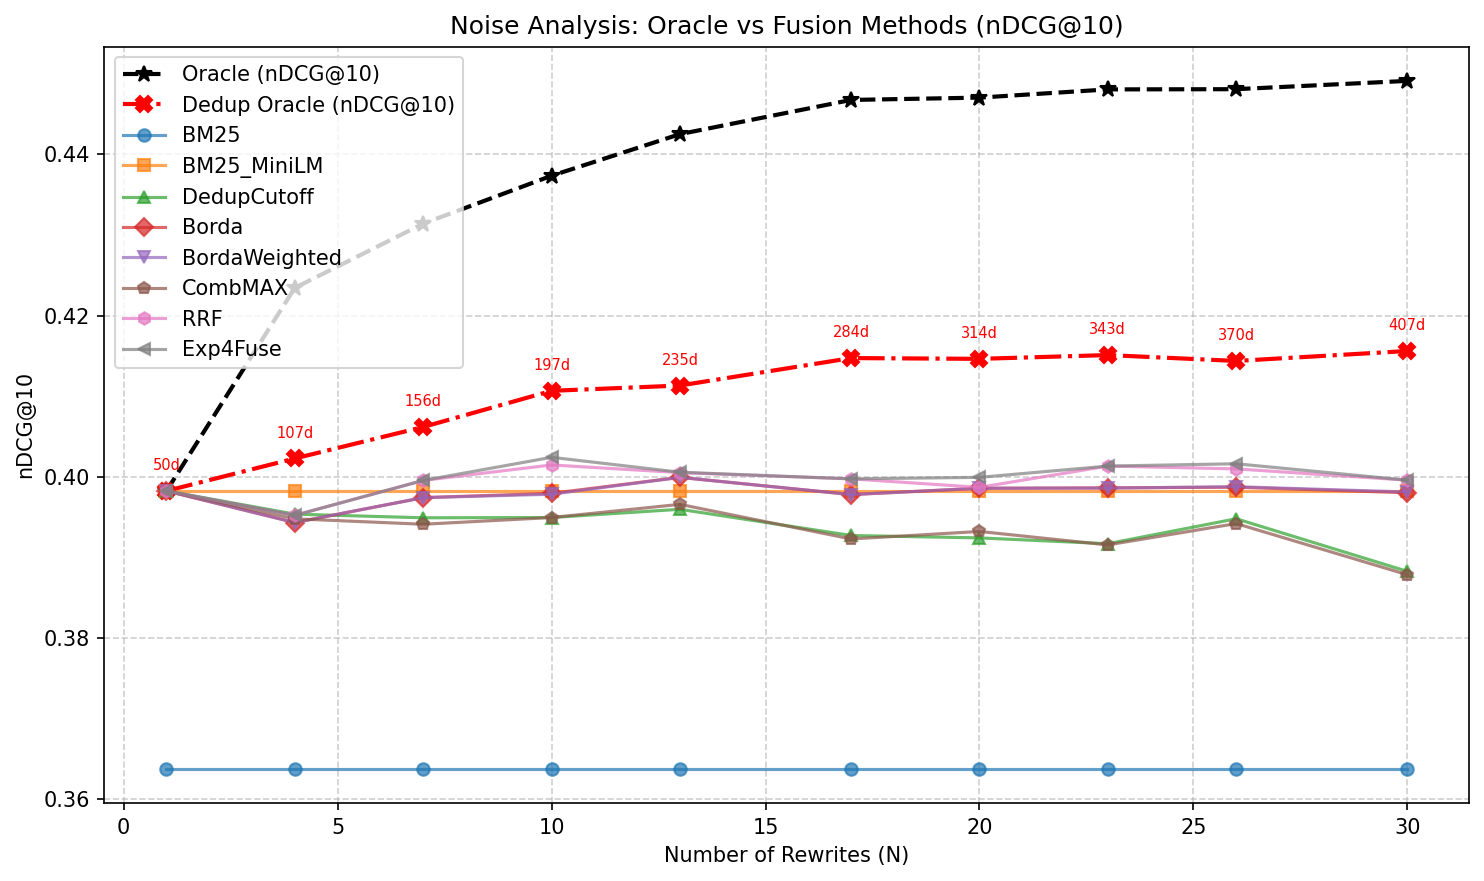 Noise Analysis: Oracle vs Fusion Methods (nDCG@10)
Oracle (nDCG@10)
Dedup Oracle (nDCG@10)
BM25
BM25_MiniLM
DedupCutoff
Borda
BordaWeighted
CombMAX
RRF
Exp4Fuse
50d
107d
156d
197d
235d
284d
314d
343d
370d
407d
nDCG@10
0.44
0.42
0.40
0.38
0.36
0
5
10
15
20
25
30
Number of Rewrites (N)